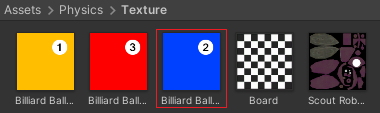 Assets > Physics > Texture
1
3
2
Billiard Ball...
Billiard Ball...
Billiard Ball...
Board
Scout Rob...